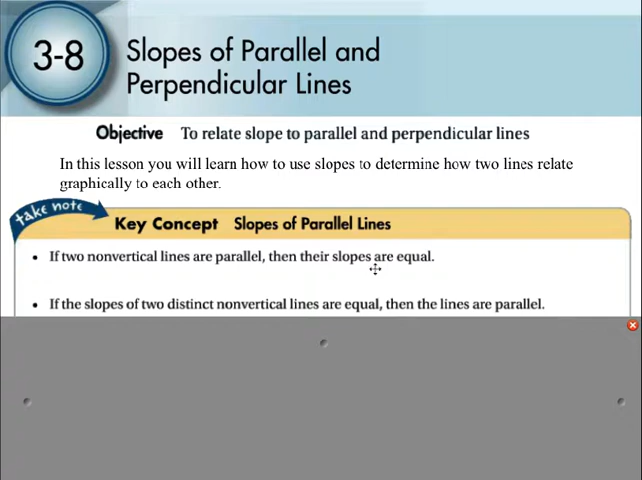 3-8
Slopes of Parallel and
Perpendicular Lines
Objective To relate slope to parallel and perpendicular lines
In this lesson you will learn how to use slopes to determine how two lines relate
graphically to each other.
take note
Key Concept Slopes of Parallel Lines
• If two nonvertical lines are parallel, then their slopes are equal.
• If the slopes of two distinct nonvertical lines are equal, then the lines are parallel.